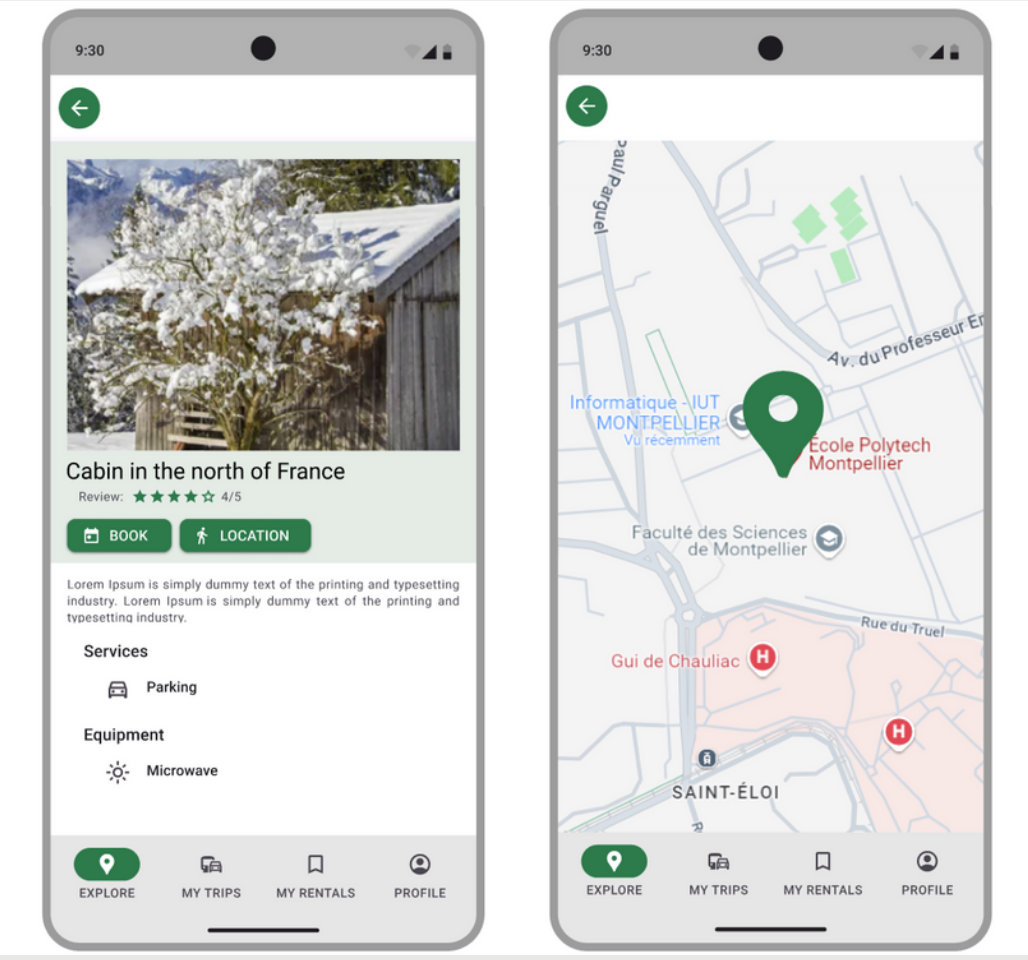 9:30
Cabin in the north of France
Review: 4/5
BOOK
LOCATION
Lorem Ipsum is simply dummy text of the printing and typesetting
industry. Lorem Ipsum is simply dummy text of the printing and
typesetting industry.
Services
Parking
Equipment
Microwave
EXPLORE
MY TRIPS
MY RENTALS
PROFILE
9:30
Paul Parguel
Av. du Professeur Er
Informatique - IUT
MONTPELLIER
Vu récemment
École Polytech
Montpellier
Faculté des Sciences
de Montpellier
Rue du Truel
Gui de Chauliac
H
H
SAINT-ÉLOI
EXPLORE
MY TRIPS
MY RENTALS
PROFILE